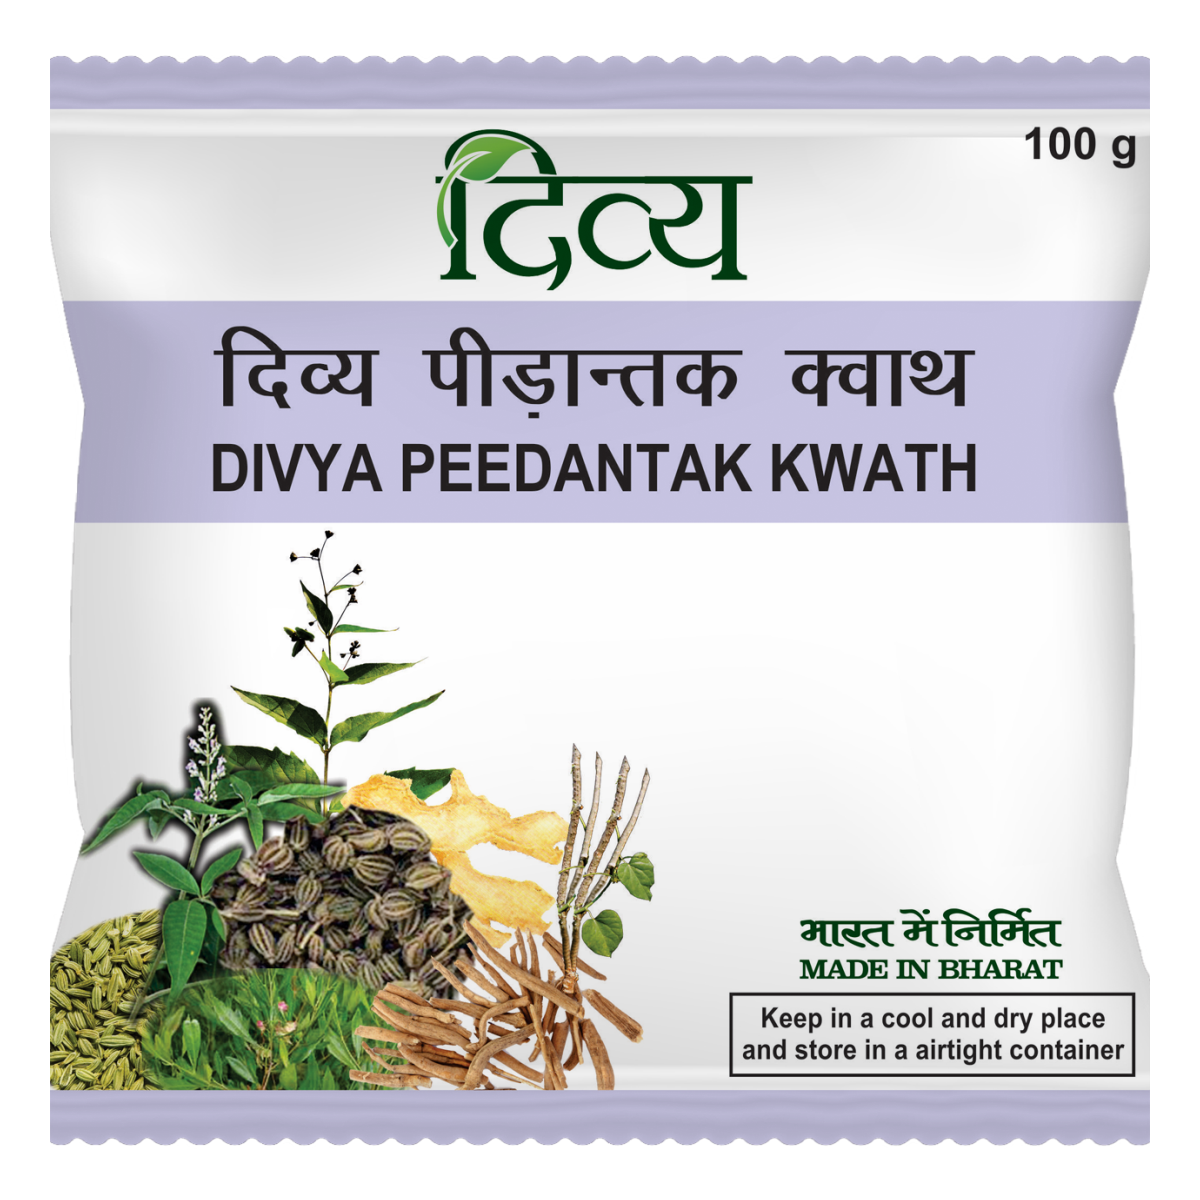 100 g
दिव्य
दिव्य पीड़ान्तक क्वाथ
DIVYA PEEDANTAK KWATH
भारत में निर्मित
MADE IN BHARAT
Keep in a cool and dry place
and store in a airtight container